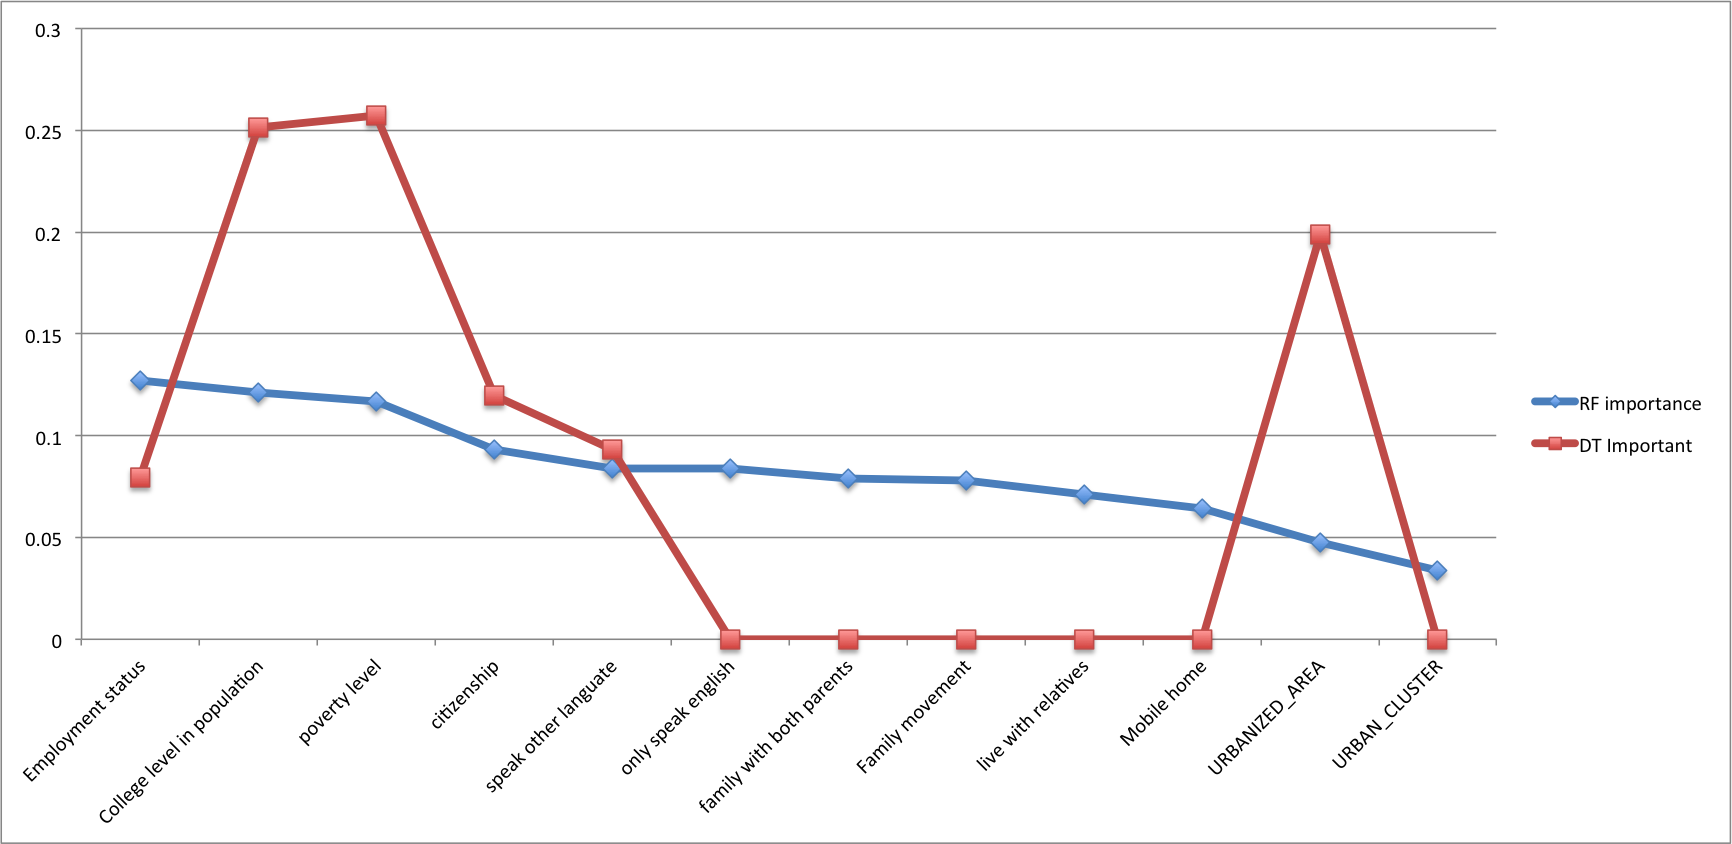 0.3
0.25
0.2
0.15
0.1
0.05
0
Employment status
College level in population
poverty level
citizenship
speak other languate
only speak english
family with both parents
Family movement
live with relatives
Mobile home
URBANIZED_AREA
URBAN_CLUSTER
RF importance
DT Important